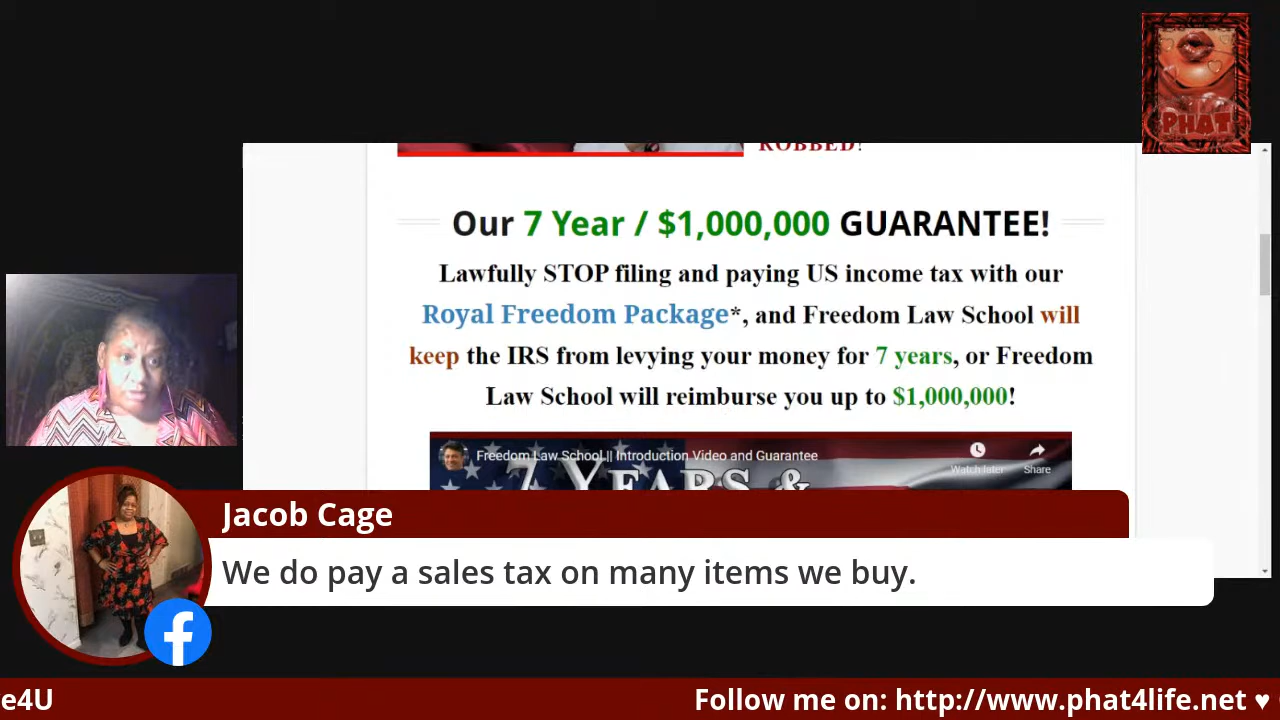 PHAT
ROBBED!
Our 7 Year / $1,000,000 GUARANTEE!
Lawfully STOP filing and paying US income tax with our
Royal Freedom Package*, and Freedom Law School will
keep the IRS from levying your money for 7 years, or Freedom
Law School will reimburse you up to $1,000,000!
Freedom Law School || Introduction Video and Guarantee
Watch later
Share
7 YEARS &
Jacob Cage
We do pay a sales tax on many items we buy.
e4U
Follow me on: http://www.phat4life.net ♥